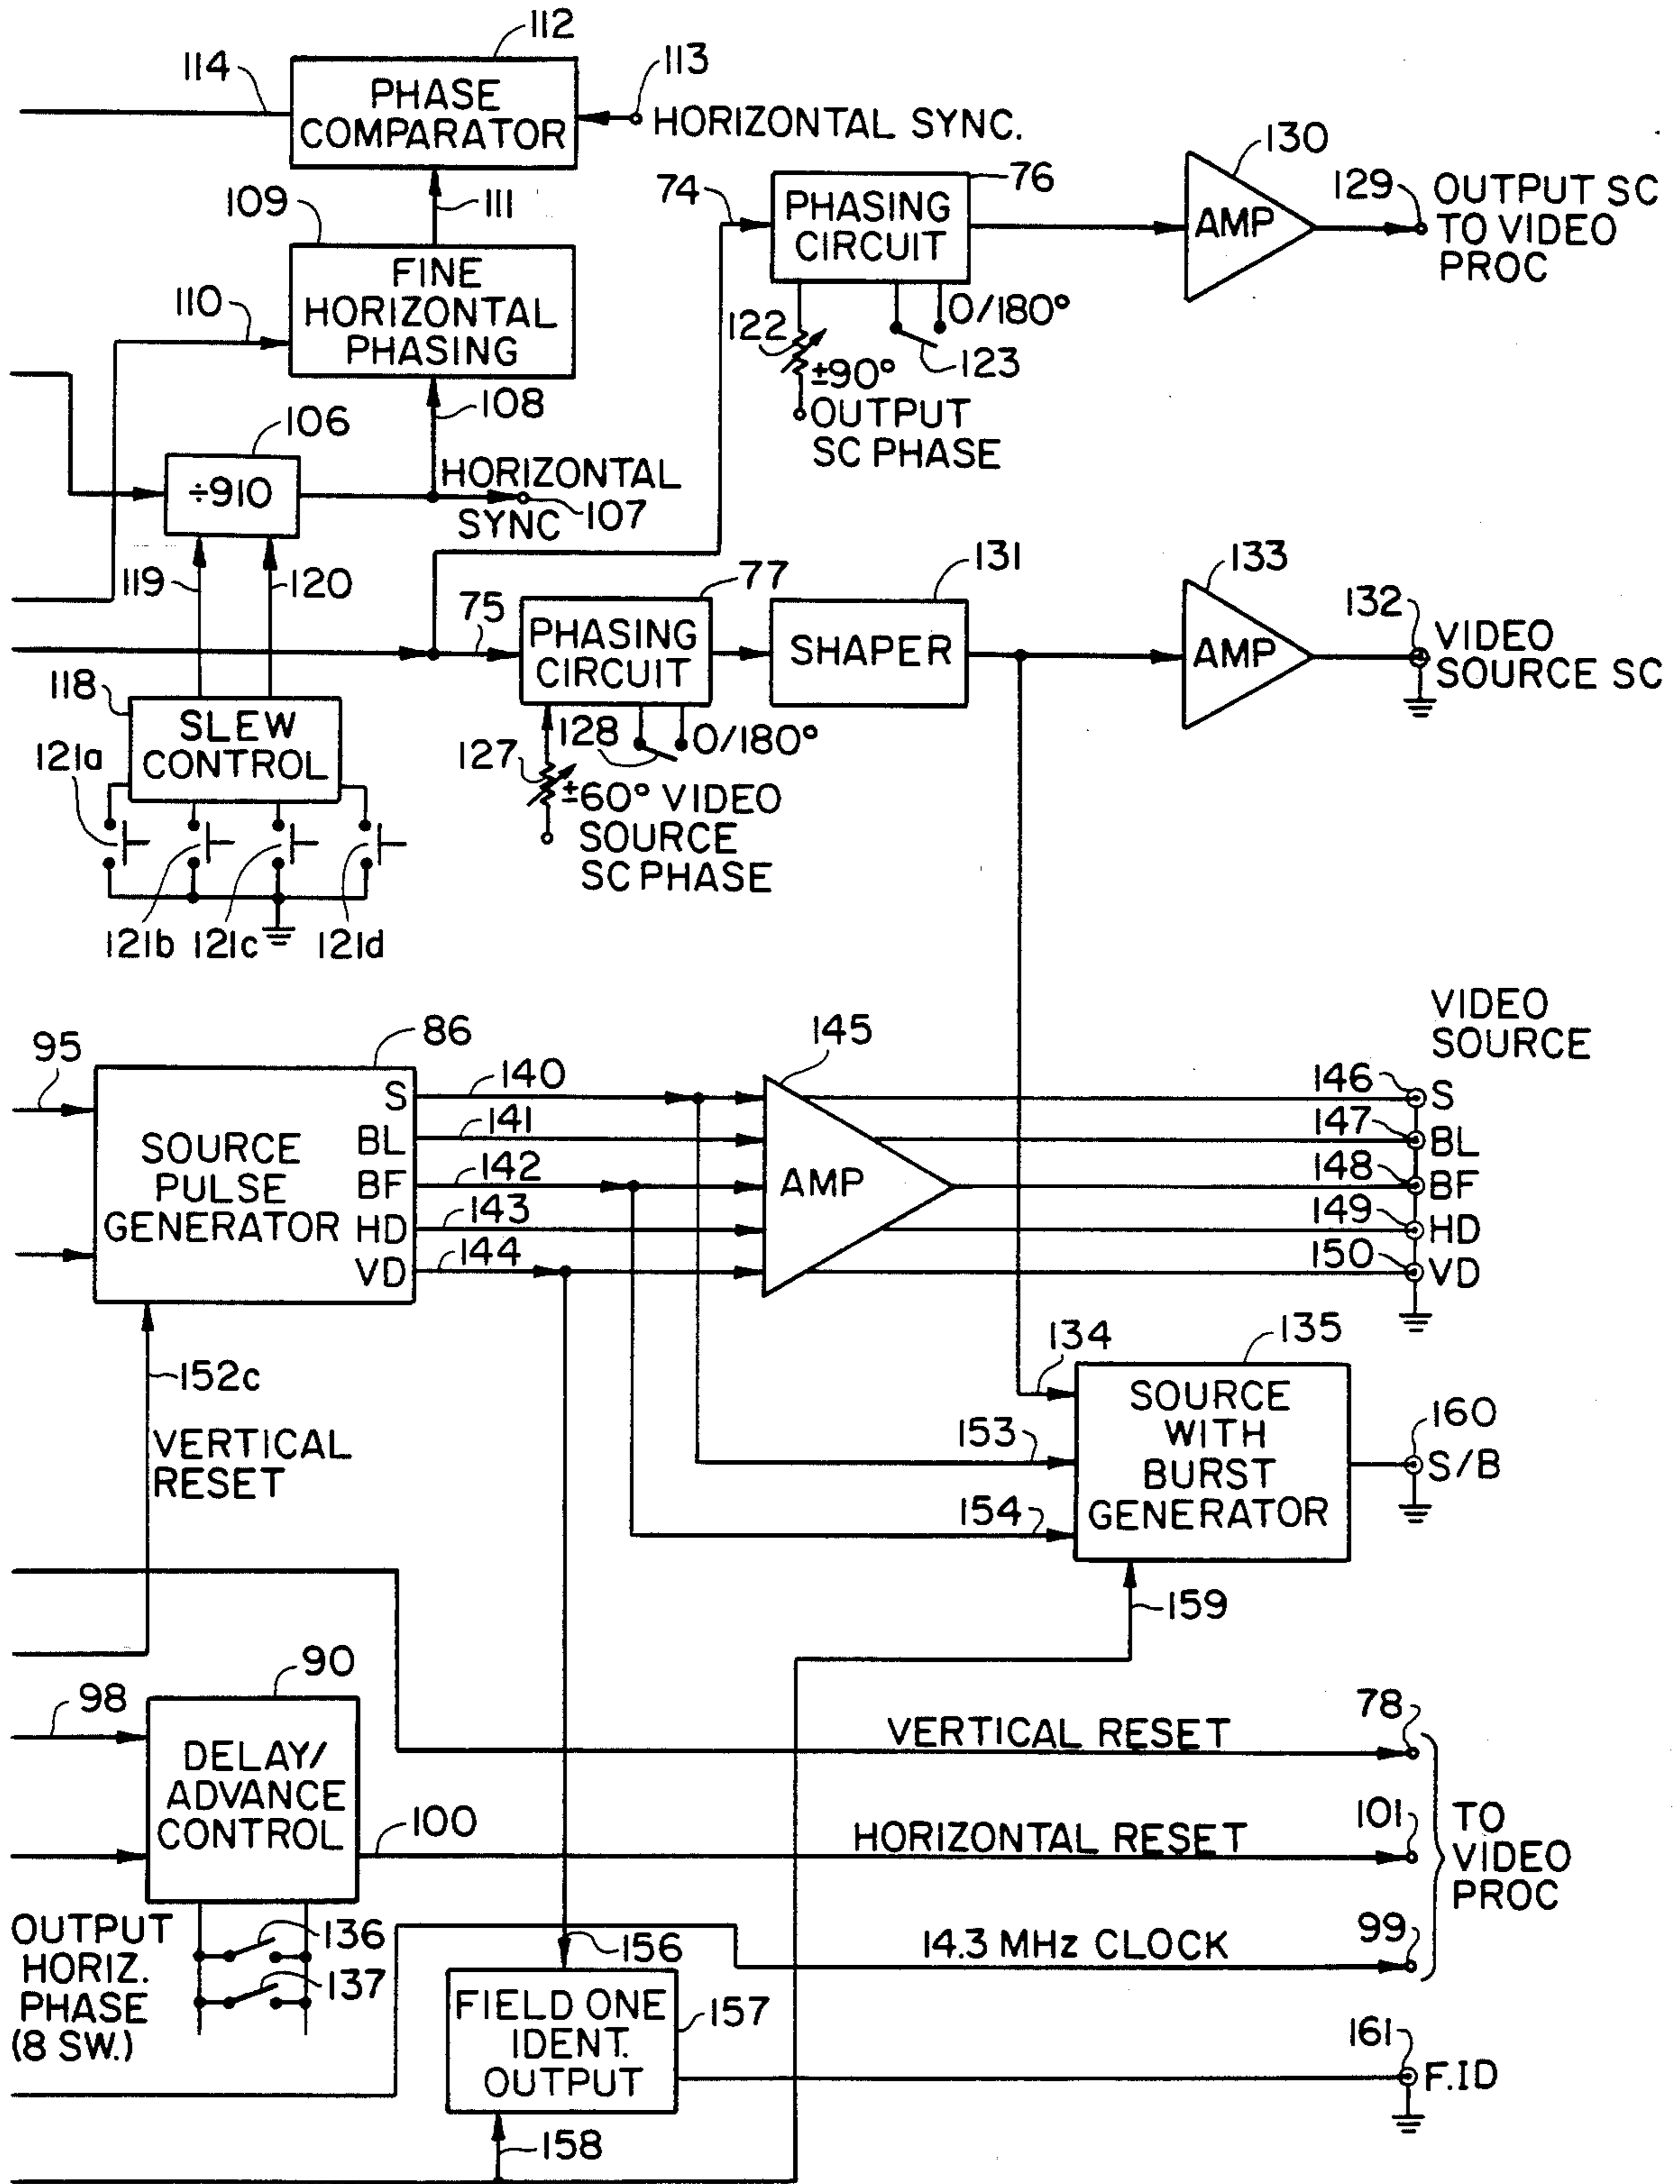 112
114
113
PHASE
COMPARATOR
HORIZONTAL SYNC.
130
109
111
74
76
129
PHASING
CIRCUIT
AMP
OUTPUT SC
TO VIDEO
PROC
FINE
HORIZONTAL
PHASING
110
122
0/180°
123
±90°
OUTPUT
SC PHASE
108
106
÷910
HORIZONTAL
SYNC
107
119
120
131
133
77
75
132
PHASING
CIRCUIT
SHAPER
AMP
VIDEO
SOURCE SC
118
SLEW
CONTROL
121a
127
128
0/180°
±60° VIDEO
SOURCE
SC PHASE
121b
121c
121d
VIDEO
SOURCE
95
86
145
S
140
146
S
BL
141
147
BL
SOURCE
PULSE
GENERATOR
BF
142
AMP
148
BF
HD
143
149
HD
VD
144
150
VD
152c
134
135
VERTICAL
RESET
153
154
SOURCE
WITH
BURST
GENERATOR
160
S/B
159
90
98
78
VERTICAL RESET
DELAY/
ADVANCE
CONTROL
100
HORIZONTAL RESET
101
TO
VIDEO
PROC
OUTPUT
HORIZ.
PHASE
(8 SW.)
136
137
156
14.3 MHz CLOCK
99
FIELD ONE
IDENT.
OUTPUT
157
161
F.ID
158